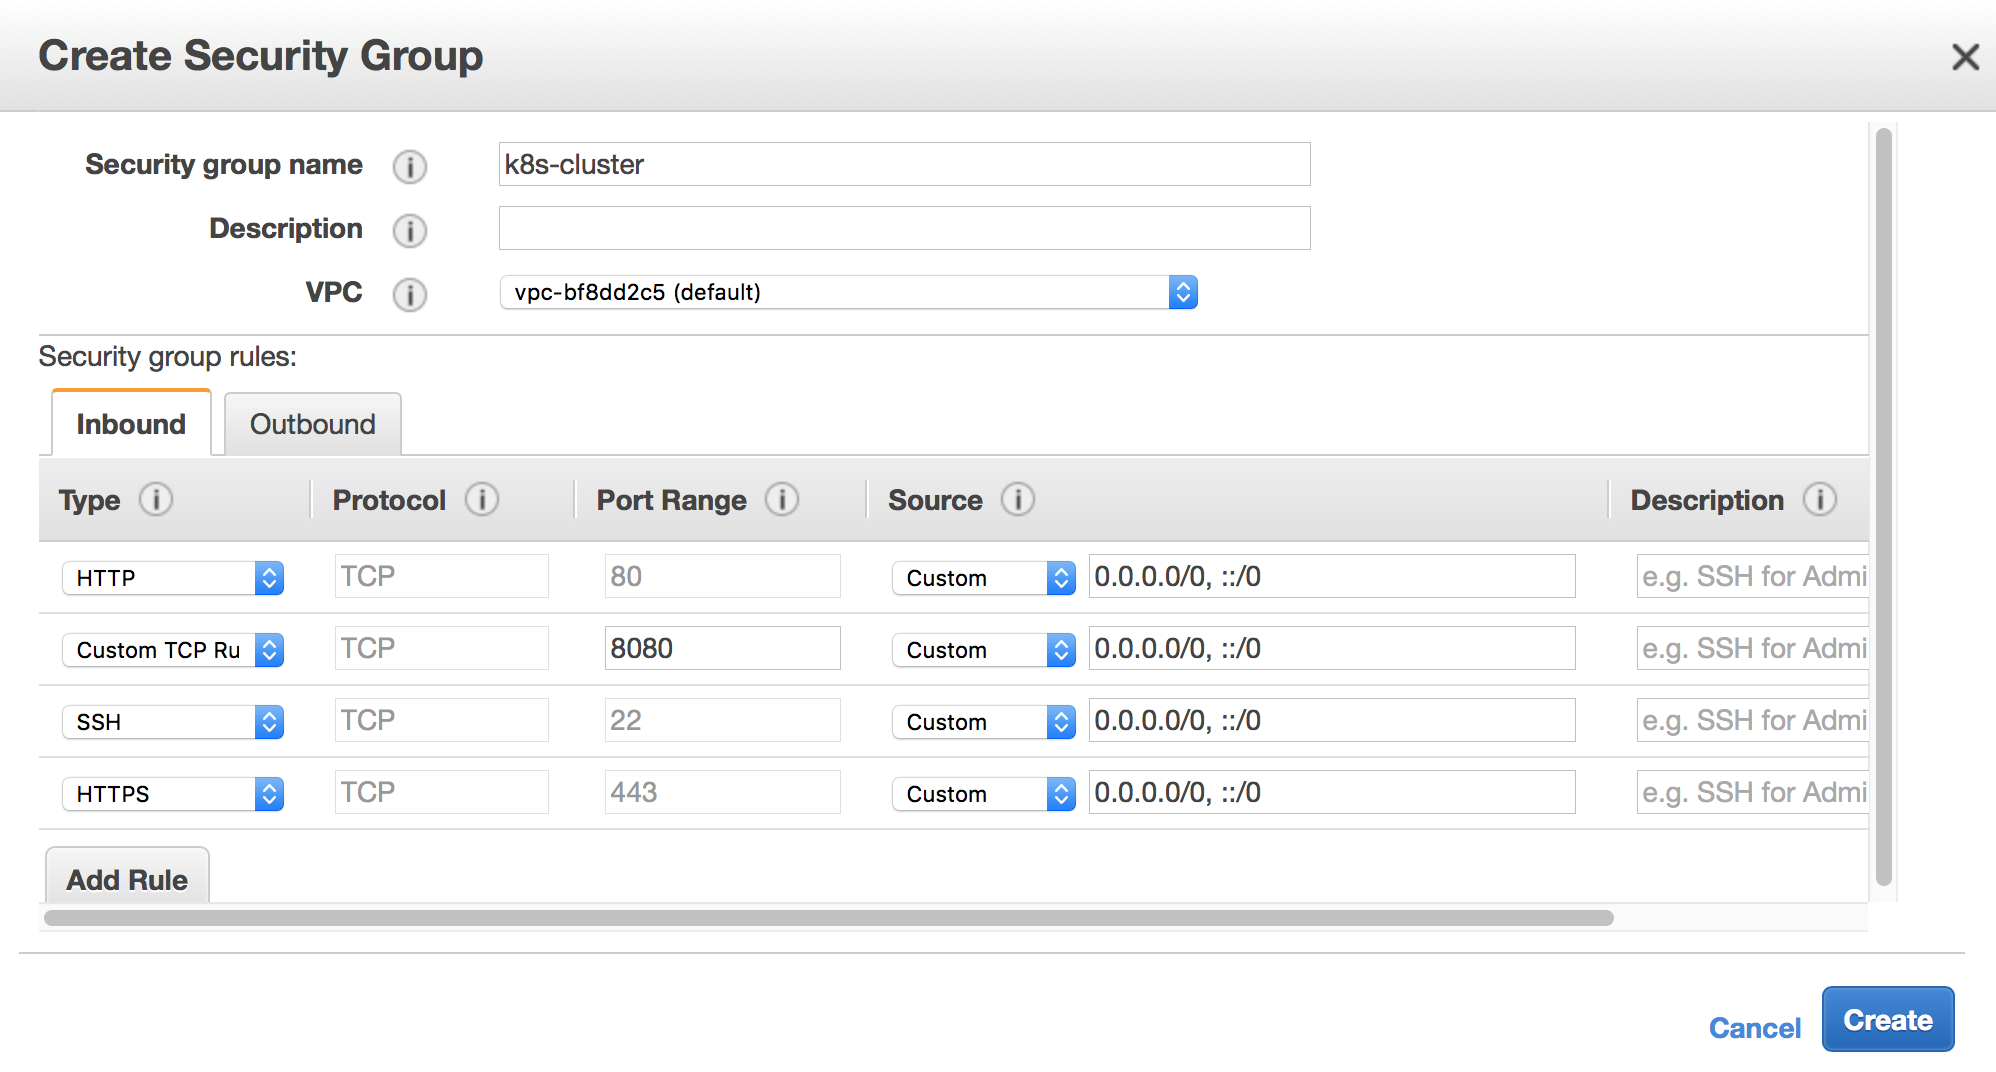 Create Security Group
Security group name i k8s-cluster
Description i
VPC i vpc-bf8dd2c5 (default)
Security group rules:
Inbound Outbound
Type i Protocol i Port Range i Source i Description i
HTTP TCP 80 Custom 0.0.0.0/0, ::/0 e.g. SSH for Admi
Custom TCP Ru TCP 8080 Custom 0.0.0.0/0, ::/0 e.g. SSH for Admi
SSH TCP 22 Custom 0.0.0.0/0, ::/0 e.g. SSH for Admi
HTTPS TCP 443 Custom 0.0.0.0/0, ::/0 e.g. SSH for Admi
Add Rule
Cancel Create